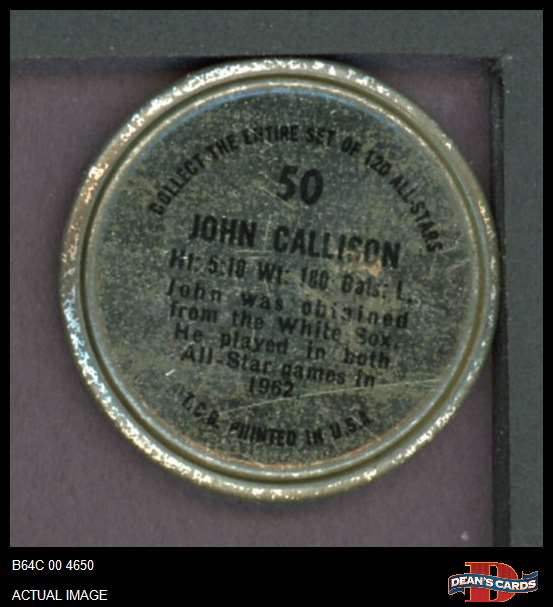 COLLECT THE ENTIRE SET OF 120 ALL-STARS
50
JOHN CALLISON
Ht: 5:10 Wt: 180 Bats: L.
John was obtained
from the White Sox.
He played in both
All-Star games in
1962.
T.C.G. PRINTED IN U.S.A.
B64C 00 4650
ACTUAL IMAGE
DEAN'S CARDS